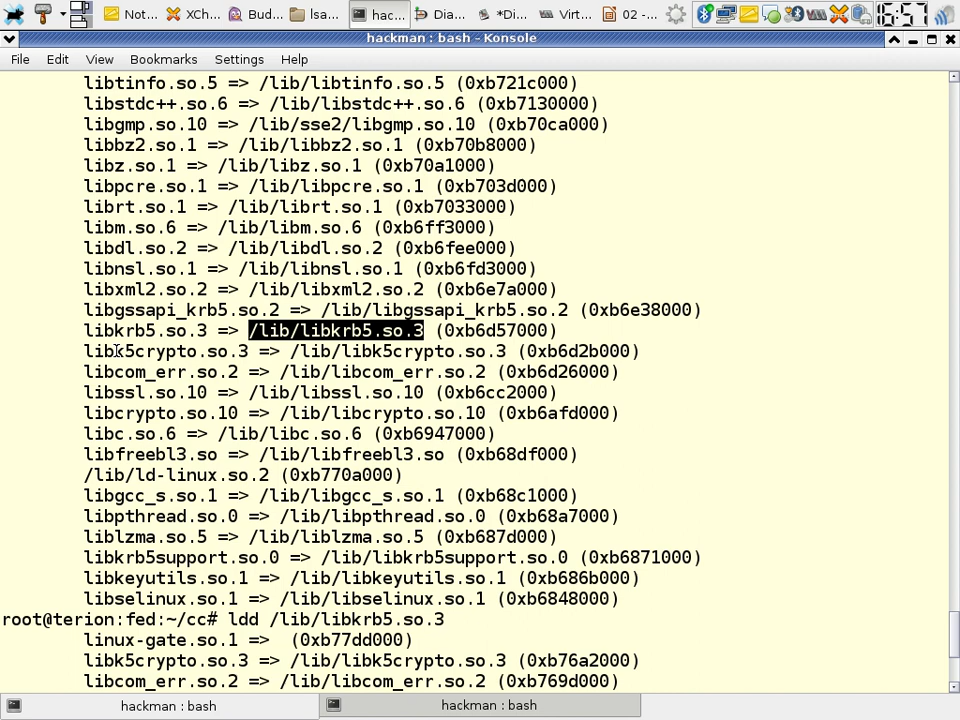 Not...
XCh...
Bud...
lsa...
hac...
Dia...
*Di...
Virt...
02 -...
16:57
hackman : bash - Konsole
File Edit View Bookmarks Settings Help
libtinfo.so.5 => /lib/libtinfo.so.5 (0xb721c000)
libstdc++.so.6 => /lib/libstdc++.so.6 (0xb7130000)
libgmp.so.10 => /lib/sse2/libgmp.so.10 (0xb70ca000)
libbz2.so.1 => /lib/libbz2.so.1 (0xb70b8000)
libz.so.1 => /lib/libz.so.1 (0xb70a1000)
libpcre.so.1 => /lib/libpcre.so.1 (0xb703d000)
librt.so.1 => /lib/librt.so.1 (0xb7033000)
libm.so.6 => /lib/libm.so.6 (0xb6ff3000)
libdl.so.2 => /lib/libdl.so.2 (0xb6fee000)
libnsl.so.1 => /lib/libnsl.so.1 (0xb6fd3000)
libxml2.so.2 => /lib/libxml2.so.2 (0xb6e7a000)
libgssapi_krb5.so.2 => /lib/libgssapi_krb5.so.2 (0xb6e38000)
libkrb5.so.3 => /lib/libkrb5.so.3 (0xb6d57000)
libk5crypto.so.3 => /lib/libk5crypto.so.3 (0xb6d2b000)
libcom_err.so.2 => /lib/libcom_err.so.2 (0xb6d26000)
libssl.so.10 => /lib/libssl.so.10 (0xb6cc2000)
libcrypto.so.10 => /lib/libcrypto.so.10 (0xb6afd000)
libc.so.6 => /lib/libc.so.6 (0xb6947000)
libfreebl3.so => /lib/libfreebl3.so (0xb68df000)
/lib/ld-linux.so.2 (0xb770a000)
libgcc_s.so.1 => /lib/libgcc_s.so.1 (0xb68c1000)
libpthread.so.0 => /lib/libpthread.so.0 (0xb68a7000)
liblzma.so.5 => /lib/liblzma.so.5 (0xb687d000)
libkrb5support.so.0 => /lib/libkrb5support.so.0 (0xb6871000)
libkeyutils.so.1 => /lib/libkeyutils.so.1 (0xb686b000)
libselinux.so.1 => /lib/libselinux.so.1 (0xb6848000)
root@terion:fed:~/cc# ldd /lib/libkrb5.so.3
linux-gate.so.1 =>  (0xb77dd000)
libk5crypto.so.3 => /lib/libk5crypto.so.3 (0xb76a2000)
libcom_err.so.2 => /lib/libcom_err.so.2 (0xb769d000)
hackman : bash
hackman : bash